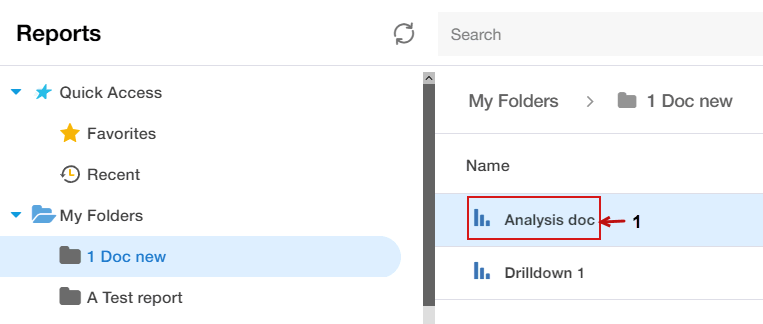 Reports
Search
Quick Access
Favorites
Recent
My Folders
1 Doc new
A Test report
My Folders > 1 Doc new
Name
Analysis doc
1
Drilldown 1